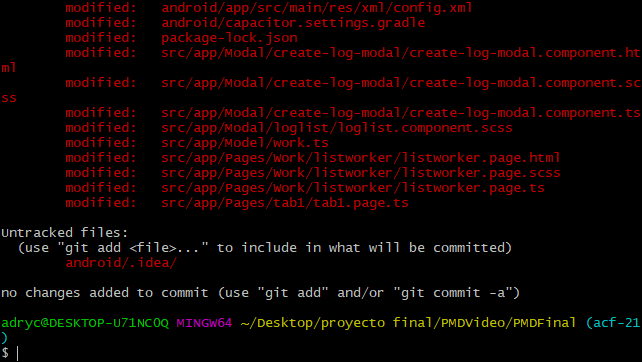 modified:   android/app/src/main/res/xml/config.xml
modified:   android/capacitor.settings.gradle
modified:   package-lock.json
modified:   src/app/Modal/create-log-modal/create-log-modal.component.ht
ml
modified:   src/app/Modal/create-log-modal/create-log-modal.component.sc
ss
modified:   src/app/Modal/create-log-modal/create-log-modal.component.ts
modified:   src/app/Modal/loglist/loglist.component.scss
modified:   src/app/Model/work.ts
modified:   src/app/Pages/Work/listworker/listworker.page.html
modified:   src/app/Pages/Work/listworker/listworker.page.scss
modified:   src/app/Pages/Work/listworker/listworker.page.ts
modified:   src/app/Pages/tab1/tab1.page.ts
Untracked files:
(use "git add <file>..." to include in what will be committed)
android/.idea/
no changes added to commit (use "git add" and/or "git commit -a")
adryc@DESKTOP-U71NC0Q MINGW64 ~/Desktop/proyecto final/PMDVideo/PMDFinal (acf-21
)
$